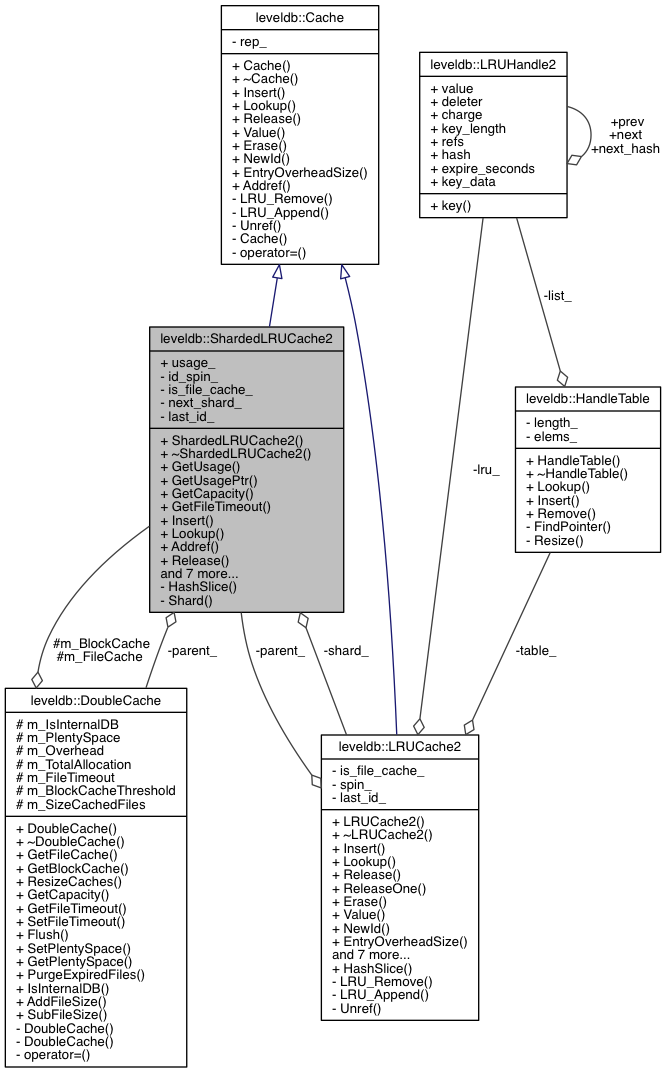 leveldb::Cache
- rep_
+ Cache()
+ ~Cache()
+ Insert()
+ Lookup()
+ Release()
+ Value()
+ Erase()
+ NewId()
+ EntryOverheadSize()
+ Addref()
- LRU_Remove()
- LRU_Append()
- Unref()
- Cache()
- operator=()
leveldb::LRUHandle2
+ value
+ deleter
+ charge
+ key_length
+ refs
+ hash
+ expire_seconds
+ key_data
+ key()
+prev
+next
+next_hash
leveldb::ShardedLRUCache2
+ usage_
- id_spin_
- is_file_cache_
- next_shard_
- last_id_
+ ShardedLRUCache2()
+ ~ShardedLRUCache2()
+ GetUsage()
+ GetUsagePtr()
+ GetCapacity()
+ GetFileTimeout()
+ Insert()
+ Lookup()
+ Addref()
+ Release()
and 7 more...
- HashSlice()
- Shard()
-list_
-lru_
leveldb::HandleTable
- length_
- elems_
+ HandleTable()
+ ~HandleTable()
+ Lookup()
+ Insert()
+ Remove()
- FindPointer()
- Resize()
#m_BlockCache
#m_FileCache
-parent_
-parent_
-shard_
-table_
leveldb::DoubleCache
# m_IsInternalDB
# m_PlentySpace
# m_Overhead
# m_TotalAllocation
# m_FileTimeout
# m_BlockCacheThreshold
# m_SizeCachedFiles
+ DoubleCache()
+ ~DoubleCache()
+ GetFileCache()
+ GetBlockCache()
+ ResizeCaches()
+ GetCapacity()
+ GetFileTimeout()
+ SetFileTimeout()
+ Flush()
+ SetPlentySpace()
+ GetPlentySpace()
+ PurgeExpiredFiles()
+ IsInternalDB()
+ AddFileSize()
+ SubFileSize()
- DoubleCache()
- DoubleCache()
- operator=()
leveldb::LRUCache2
- is_file_cache_
- spin_
- last_id_
+ LRUCache2()
+ ~LRUCache2()
+ Insert()
+ Lookup()
+ Release()
+ ReleaseOne()
+ Erase()
+ Value()
+ NewId()
+ EntryOverheadSize()
and 7 more...
+ HashSlice()
- LRU_Remove()
- LRU_Append()
- Unref()